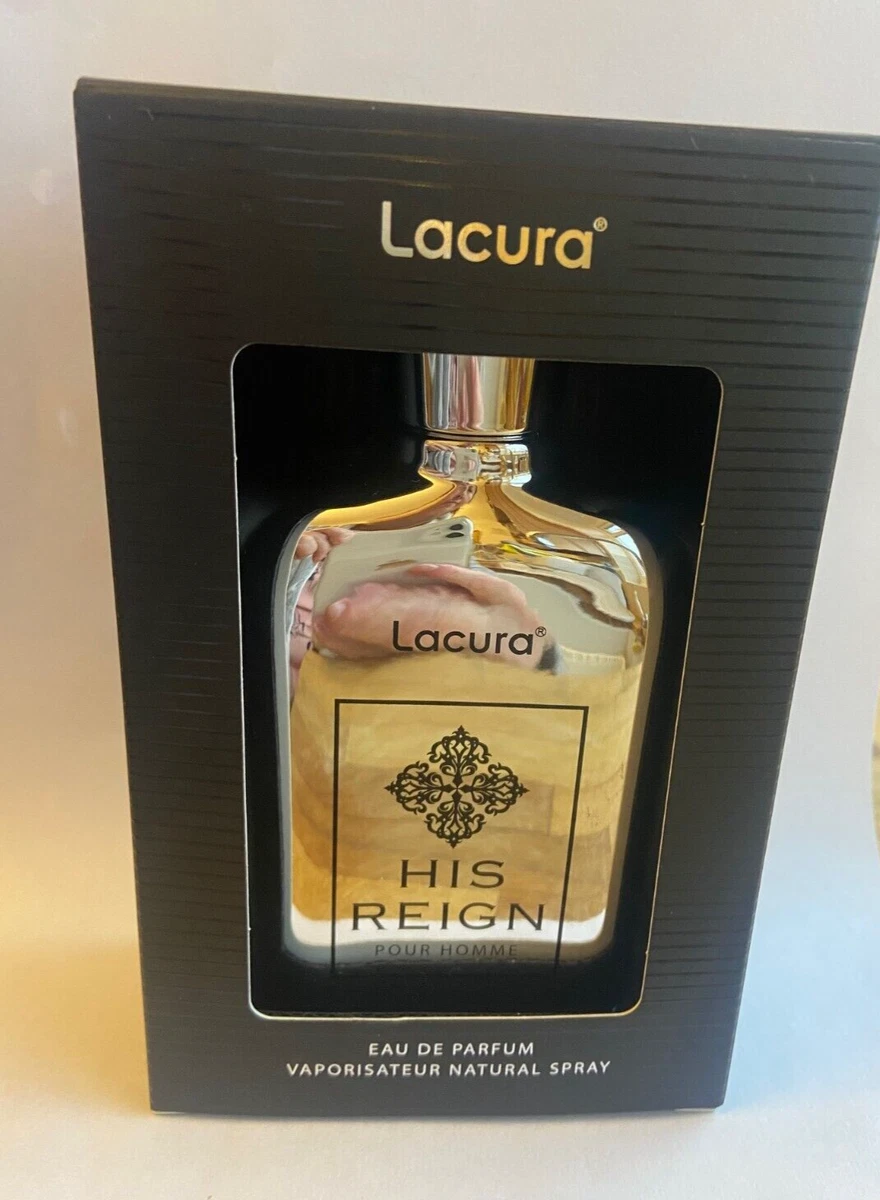 Lacura®
Lacura®
HIS
REIGN
POUR HOMME
EAU DE PARFUM
VAPORISATEUR NATURAL SPRAY